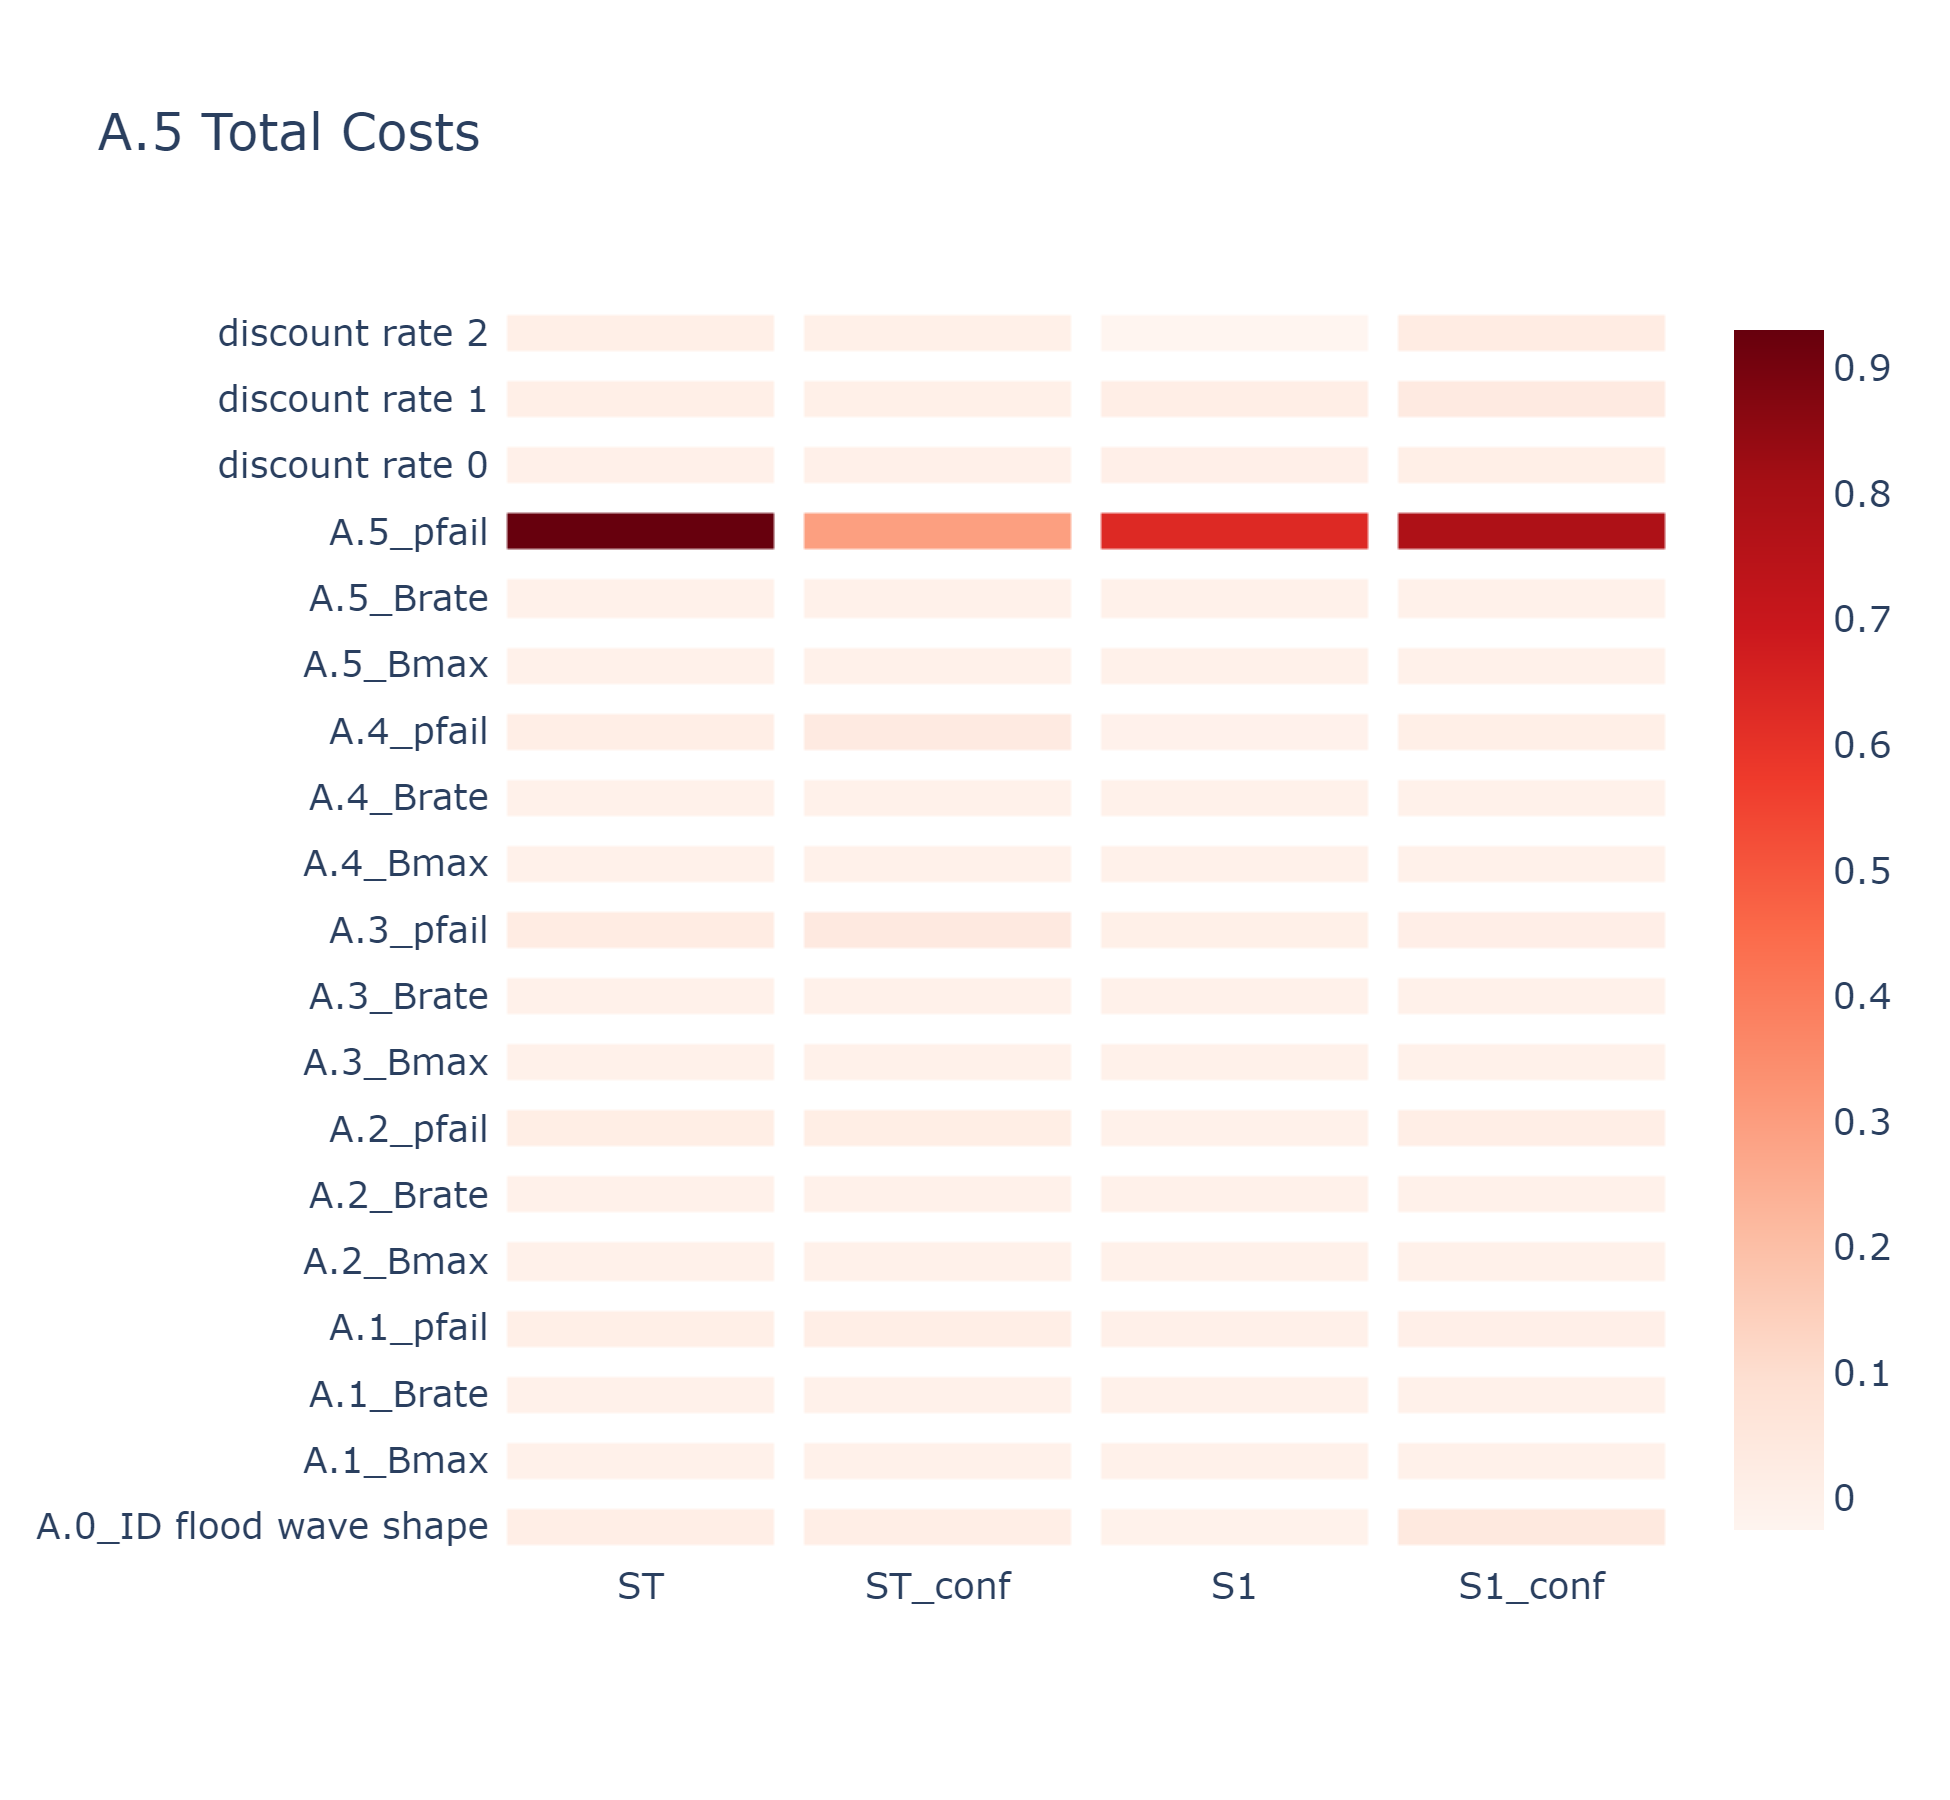 A.5 Total Costs
discount rate 2
discount rate 1
discount rate 0
A.5_pfail
A.5_Brate
A.5_Bmax
A.4_pfail
A.4_Brate
A.4_Bmax
A.3_pfail
A.3_Brate
A.3_Bmax
A.2_pfail
A.2_Brate
A.2_Bmax
A.1_pfail
A.1_Brate
A.1_Bmax
A.0_ID flood wave shape
ST ST_conf S1 S1_conf
0.9
0.8
0.7
0.6
0.5
0.4
0.3
0.2
0.1
0